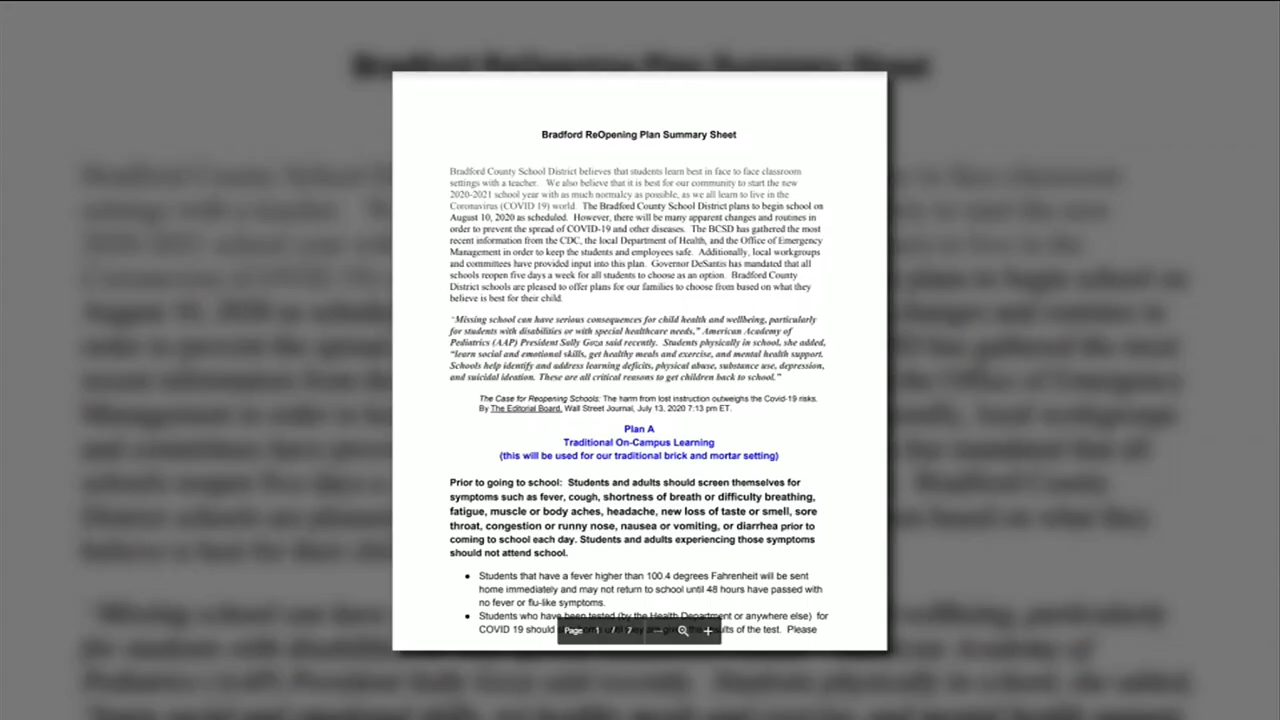 Bradford ReOpening Plan Summary Sheet
Bradford County School District believes that students learn best in face to face classroom
settings with a teacher. We also believe that it is best for our community to start the new
2020-2021 school year with as much normalcy as possible, as we all learn to live in the
Coronavirus (COVID 19) world. The Bradford County School District plans to begin school on
August 10, 2020 as scheduled. However, there will be many apparent changes and routines in
order to prevent the spread of COVID-19 and other diseases. The BCSD has gathered the most
recent information from the CDC, the local Department of Health, and the Office of Emergency
Management in order to keep the students and employees safe. Additionally, local workgroups
and committees have provided input into this plan. Governor DeSantis has mandated that all
schools reopen five days a week for all students to choose as an option. Bradford County
District schools are pleased to offer plans for our families to choose from based on what they
believe is best for their child.
"Missing school can have serious consequences for child health and wellbeing, particularly
for students with disabilities or with special healthcare needs," American Academy of
Pediatrics (AAP) President Sally Goza said recently. Students physically in school, she added,
"learn social and emotional skills, get healthy meals and exercise, and mental health support.
Schools help identify and address learning deficits, physical abuse, substance use, depression,
and suicidal ideation. These are all critical reasons to get children back to school."
The Case for Reopening Schools: The harm from lost instruction outweighs the Covid-19 risks.
By The Editorial Board, Wall Street Journal, July 13, 2020 7:13 pm ET.
Plan A
Traditional On-Campus Learning
(this will be used for our traditional brick and mortar setting)
Prior to going to school: Students and adults should screen themselves for
symptoms such as fever, cough, shortness of breath or difficulty breathing,
fatigue, muscle or body aches, headache, new loss of taste or smell, sore
throat, congestion or runny nose, nausea or vomiting, or diarrhea prior to
coming to school each day. Students and adults experiencing those symptoms
should not attend school.
● Students that have a fever higher than 100.4 degrees Fahrenheit will be sent
home immediately and may not return to school until 48 hours have passed with
no fever or flu-like symptoms.
● Students who have been tested (by the Health Department or anywhere else) for
COVID 19 should results of the test. Please
Page 1 / 7